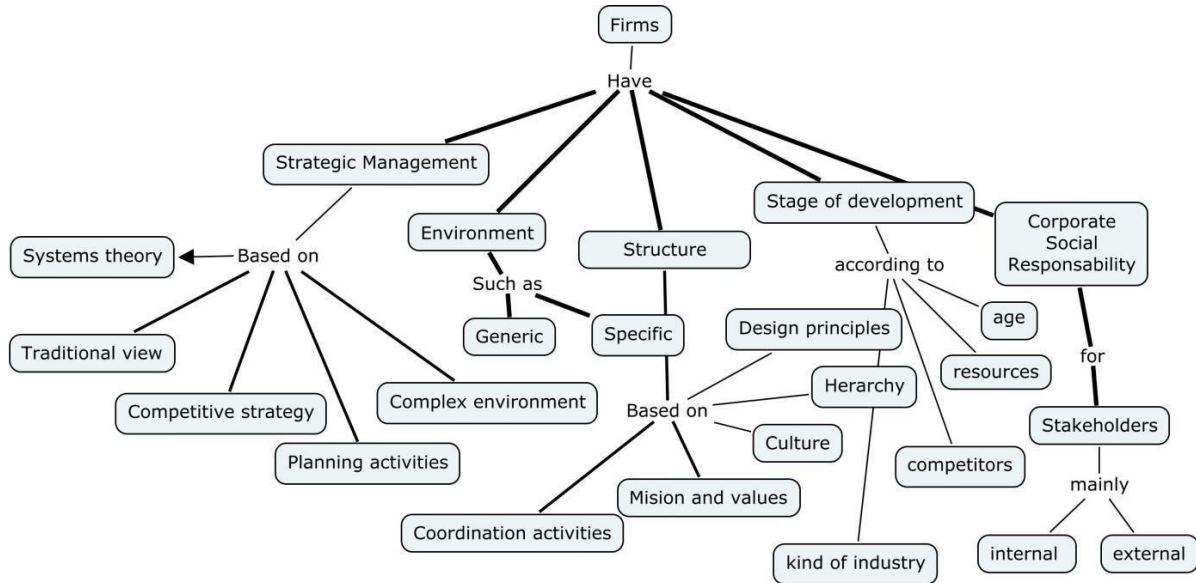 Firms
Have
Strategic Management
Stage of development
Corporate
Social
Responsability
Environment
Structure
Systems theory
Based on
according to
Such as
Generic
Specific
Design principles
age
Traditional view
for
resources
Herarchy
Competitive strategy
Complex environment
Based on
Stakeholders
Culture
Planning activities
competitors
mainly
Mision and values
Coordination activities
kind of industry
internal
external